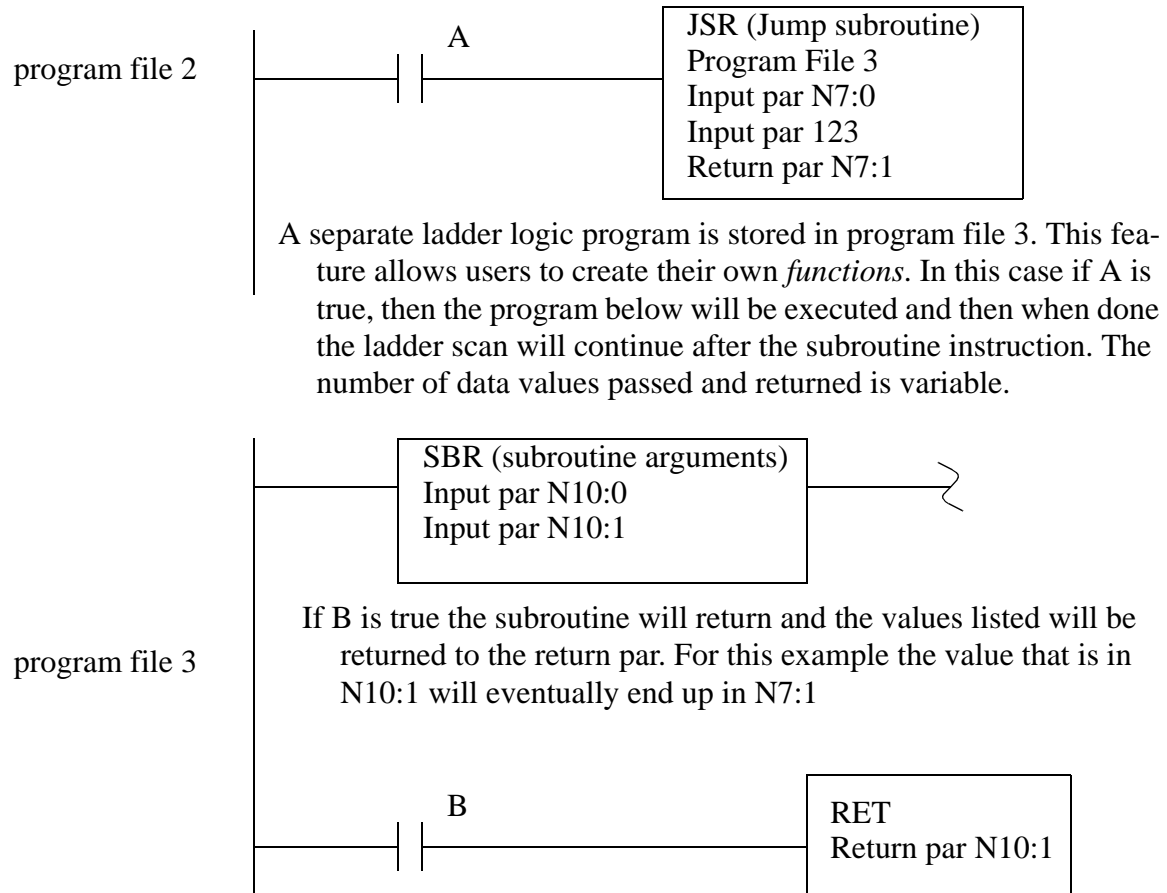 program file 2
A
JSR (Jump subroutine)
Program File 3
Input par N7:0
Input par 123
Return par N7:1
A separate ladder logic program is stored in program file 3. This fea-
ture allows users to create their own functions. In this case if A is
true, then the program below will be executed and then when done
the ladder scan will continue after the subroutine instruction. The
number of data values passed and returned is variable.
SBR (subroutine arguments)
Input par N10:0
Input par N10:1
If B is true the subroutine will return and the values listed will be
returned to the return par. For this example the value that is in
N10:1 will eventually end up in N7:1
program file 3
B
RET
Return par N10:1